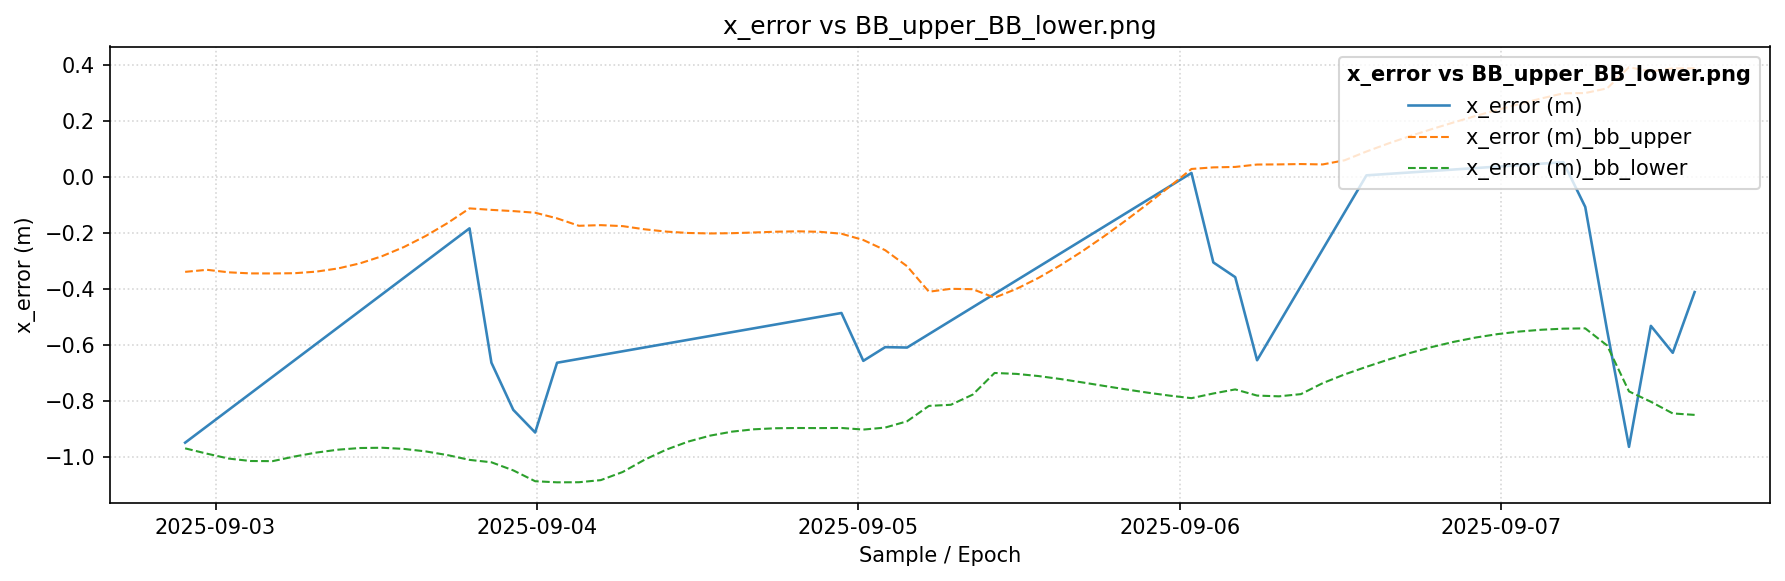 x_error vs BB_upper_BB_lower.png
x_error vs BB_upper_BB_lower.png
x_error (m)
x_error (m)_bb_upper
x_error (m)_bb_lower
x_error (m)
0.4
0.2
0.0
−0.2
−0.4
−0.6
−0.8
−1.0
2025-09-03 2025-09-04 2025-09-05 2025-09-06 2025-09-07
Sample / Epoch